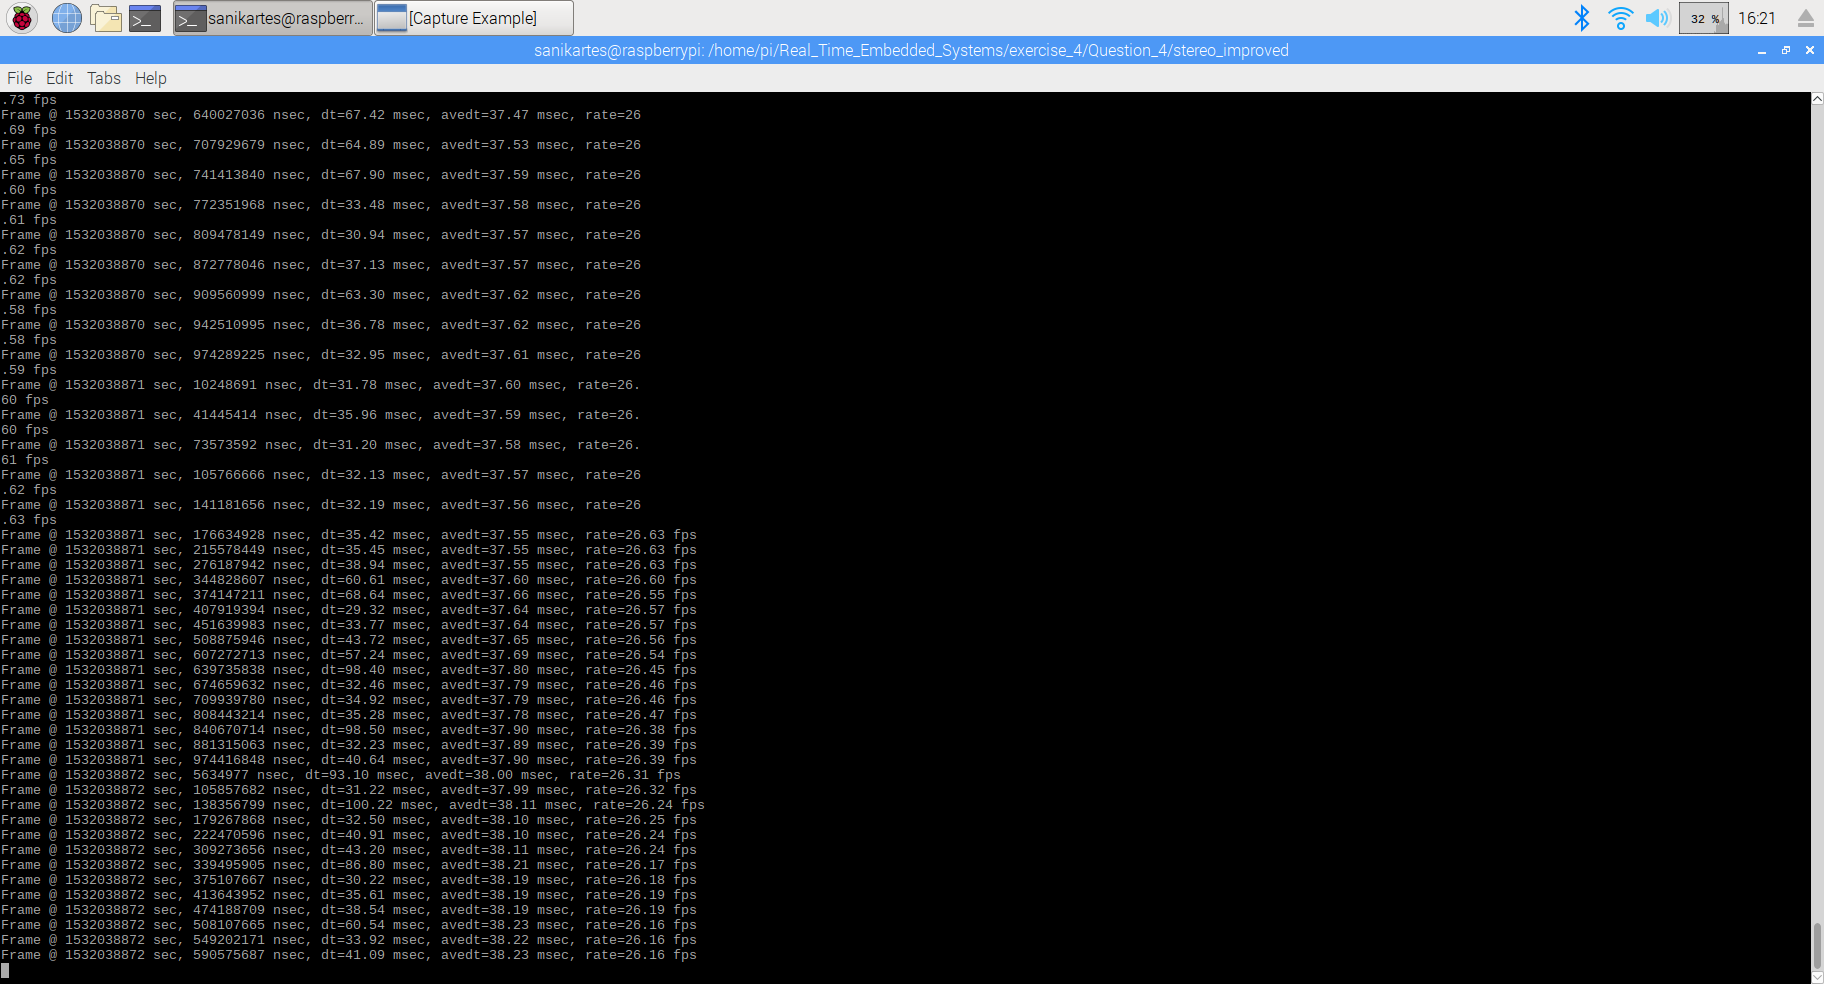 sanikartes@raspberr...
[Capture Example]
32 %
16:21
sanikartes@raspberrypi: /home/pi/Real_Time_Embedded_Systems/exercise_4/Question_4/stereo_improved
File Edit Tabs Help
.73 fps
Frame @ 1532038870 sec, 640027036 nsec, dt=67.42 msec, avedt=37.47 msec, rate=26
.69 fps
Frame @ 1532038870 sec, 707929679 nsec, dt=64.89 msec, avedt=37.53 msec, rate=26
.65 fps
Frame @ 1532038870 sec, 741413840 nsec, dt=67.90 msec, avedt=37.59 msec, rate=26
.60 fps
Frame @ 1532038870 sec, 772351968 nsec, dt=33.48 msec, avedt=37.58 msec, rate=26
.61 fps
Frame @ 1532038870 sec, 809478149 nsec, dt=30.94 msec, avedt=37.57 msec, rate=26
.62 fps
Frame @ 1532038870 sec, 872778046 nsec, dt=37.13 msec, avedt=37.57 msec, rate=26
.62 fps
Frame @ 1532038870 sec, 909560999 nsec, dt=63.30 msec, avedt=37.62 msec, rate=26
.58 fps
Frame @ 1532038870 sec, 942510995 nsec, dt=36.78 msec, avedt=37.62 msec, rate=26
.58 fps
Frame @ 1532038870 sec, 974289225 nsec, dt=32.95 msec, avedt=37.61 msec, rate=26
.59 fps
Frame @ 1532038871 sec, 10248691 nsec, dt=31.78 msec, avedt=37.60 msec, rate=26.
60 fps
Frame @ 1532038871 sec, 41445414 nsec, dt=35.96 msec, avedt=37.59 msec, rate=26.
60 fps
Frame @ 1532038871 sec, 73573592 nsec, dt=31.20 msec, avedt=37.58 msec, rate=26.
61 fps
Frame @ 1532038871 sec, 105766666 nsec, dt=32.13 msec, avedt=37.57 msec, rate=26
.62 fps
Frame @ 1532038871 sec, 141181656 nsec, dt=32.19 msec, avedt=37.56 msec, rate=26
.63 fps
Frame @ 1532038871 sec, 176634928 nsec, dt=35.42 msec, avedt=37.55 msec, rate=26.63 fps
Frame @ 1532038871 sec, 215578449 nsec, dt=35.45 msec, avedt=37.55 msec, rate=26.63 fps
Frame @ 1532038871 sec, 276187942 nsec, dt=38.94 msec, avedt=37.55 msec, rate=26.63 fps
Frame @ 1532038871 sec, 344828607 nsec, dt=60.61 msec, avedt=37.60 msec, rate=26.60 fps
Frame @ 1532038871 sec, 374147211 nsec, dt=68.64 msec, avedt=37.66 msec, rate=26.55 fps
Frame @ 1532038871 sec, 407919394 nsec, dt=29.32 msec, avedt=37.64 msec, rate=26.57 fps
Frame @ 1532038871 sec, 451639983 nsec, dt=33.77 msec, avedt=37.64 msec, rate=26.57 fps
Frame @ 1532038871 sec, 508875946 nsec, dt=43.72 msec, avedt=37.65 msec, rate=26.56 fps
Frame @ 1532038871 sec, 607272713 nsec, dt=57.24 msec, avedt=37.69 msec, rate=26.54 fps
Frame @ 1532038871 sec, 639735838 nsec, dt=98.40 msec, avedt=37.80 msec, rate=26.45 fps
Frame @ 1532038871 sec, 674659632 nsec, dt=32.46 msec, avedt=37.79 msec, rate=26.46 fps
Frame @ 1532038871 sec, 709939780 nsec, dt=34.92 msec, avedt=37.79 msec, rate=26.46 fps
Frame @ 1532038871 sec, 808443214 nsec, dt=35.28 msec, avedt=37.78 msec, rate=26.47 fps
Frame @ 1532038871 sec, 840670714 nsec, dt=98.50 msec, avedt=37.90 msec, rate=26.38 fps
Frame @ 1532038871 sec, 881315063 nsec, dt=32.23 msec, avedt=37.89 msec, rate=26.39 fps
Frame @ 1532038871 sec, 974416848 nsec, dt=40.64 msec, avedt=37.90 msec, rate=26.39 fps
Frame @ 1532038872 sec, 5634977 nsec, dt=93.10 msec, avedt=38.00 msec, rate=26.31 fps
Frame @ 1532038872 sec, 105857682 nsec, dt=31.22 msec, avedt=37.99 msec, rate=26.32 fps
Frame @ 1532038872 sec, 138356799 nsec, dt=100.22 msec, avedt=38.11 msec, rate=26.24 fps
Frame @ 1532038872 sec, 179267868 nsec, dt=32.50 msec, avedt=38.10 msec, rate=26.25 fps
Frame @ 1532038872 sec, 222470596 nsec, dt=40.91 msec, avedt=38.10 msec, rate=26.24 fps
Frame @ 1532038872 sec, 309273656 nsec, dt=43.20 msec, avedt=38.11 msec, rate=26.24 fps
Frame @ 1532038872 sec, 339495905 nsec, dt=86.80 msec, avedt=38.21 msec, rate=26.17 fps
Frame @ 1532038872 sec, 375107667 nsec, dt=30.22 msec, avedt=38.19 msec, rate=26.18 fps
Frame @ 1532038872 sec, 413643952 nsec, dt=35.61 msec, avedt=38.19 msec, rate=26.19 fps
Frame @ 1532038872 sec, 474188709 nsec, dt=38.54 msec, avedt=38.19 msec, rate=26.19 fps
Frame @ 1532038872 sec, 508107665 nsec, dt=60.54 msec, avedt=38.23 msec, rate=26.16 fps
Frame @ 1532038872 sec, 549202171 nsec, dt=33.92 msec, avedt=38.22 msec, rate=26.16 fps
Frame @ 1532038872 sec, 590575687 nsec, dt=41.09 msec, avedt=38.23 msec, rate=26.16 fps